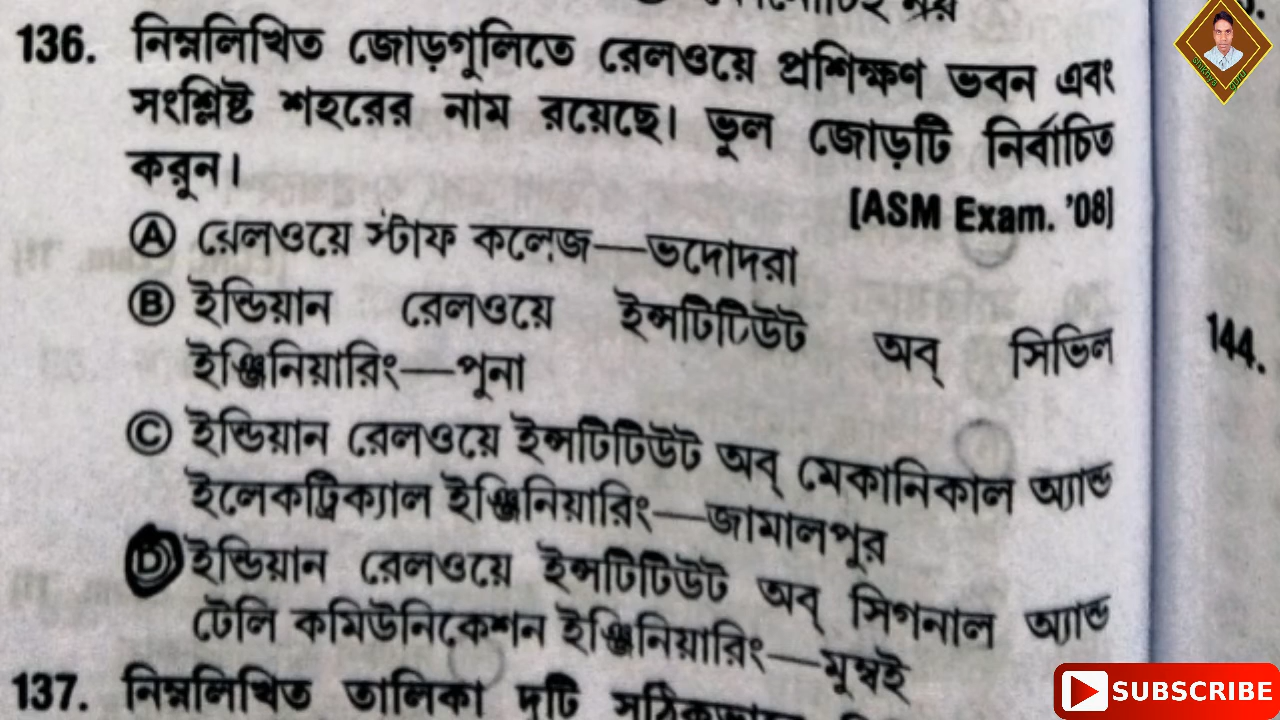 136. নিম্নলিখিত জোড়গুলিতে রেলওয়ে প্রশিক্ষণ ভবন এবং
সংশ্লিষ্ট শহরের নাম রয়েছে। ভুল জোড়টি নির্বাচিত
করুন।
[ASM Exam. '08]
Ⓐ রেলওয়ে স্টাফ কলেজ—ভদোদরা
Ⓑ ইন্ডিয়ান রেলওয়ে ইন্সটিটিউট অব্ সিভিল
ইঞ্জিনিয়ারিং—পুনা
Ⓒ ইন্ডিয়ান রেলওয়ে ইন্সটিটিউট অব্ মেকানিকাল অ্যান্ড
ইলেকট্রিক্যাল ইঞ্জিনিয়ারিং—জামালপুর
Ⓓ ইন্ডিয়ান রেলওয়ে ইন্সটিটিউট অব্ সিগনাল অ্যান্ড
টেলি কমিউনিকেশন ইঞ্জিনিয়ারিং—মুম্বই
137. নিম্নলিখিত তালিকা দুটি
144.
SUBSCRIBE